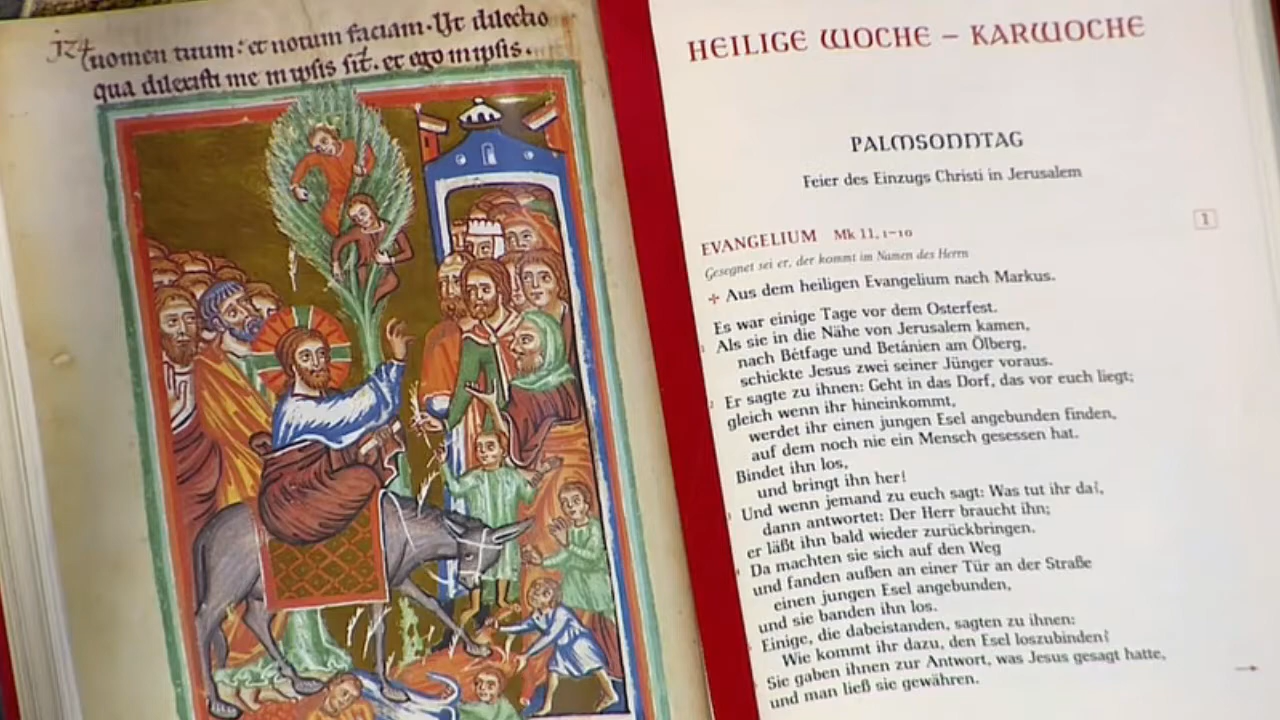 j24
nomen tuum: et notum faciam. Ut dilectio
qua dilexisti me in ipsis sit. et ego in ipsis.
HEILIGE WOCHE – KARWOCHE
PALMSONNTAG
Feier des Einzugs Christi in Jerusalem
1
EVANGELIUM Mk 11, 1–10
Gesegnet sei er, der kommt im Namen des Herrn
✢ Aus dem heiligen Evangelium nach Markus.
Es war einige Tage vor dem Osterfest.
1 Als sie in die Nähe von Jerusalem kamen,
nach Bétfage und Betánien am Ölberg,
schickte Jesus zwei seiner Jünger voraus.
2 Er sagte zu ihnen: Geht in das Dorf, das vor euch liegt;
gleich wenn ihr hineinkommt,
werdet ihr einen jungen Esel angebunden finden,
auf dem noch nie ein Mensch gesessen hat.
Bindet ihn los,
und bringt ihn her!
3 Und wenn jemand zu euch sagt: Was tut ihr da?,
dann antwortet: Der Herr braucht ihn;
er läßt ihn bald wieder zurückbringen.
4 Da machten sie sich auf den Weg
und fanden außen an einer Tür an der Straße
einen jungen Esel angebunden,
und sie banden ihn los.
5 Einige, die dabeistanden, sagten zu ihnen:
Wie kommt ihr dazu, den Esel loszubinden?
6 Sie gaben ihnen zur Antwort, was Jesus gesagt hatte,
und man ließ sie gewähren.